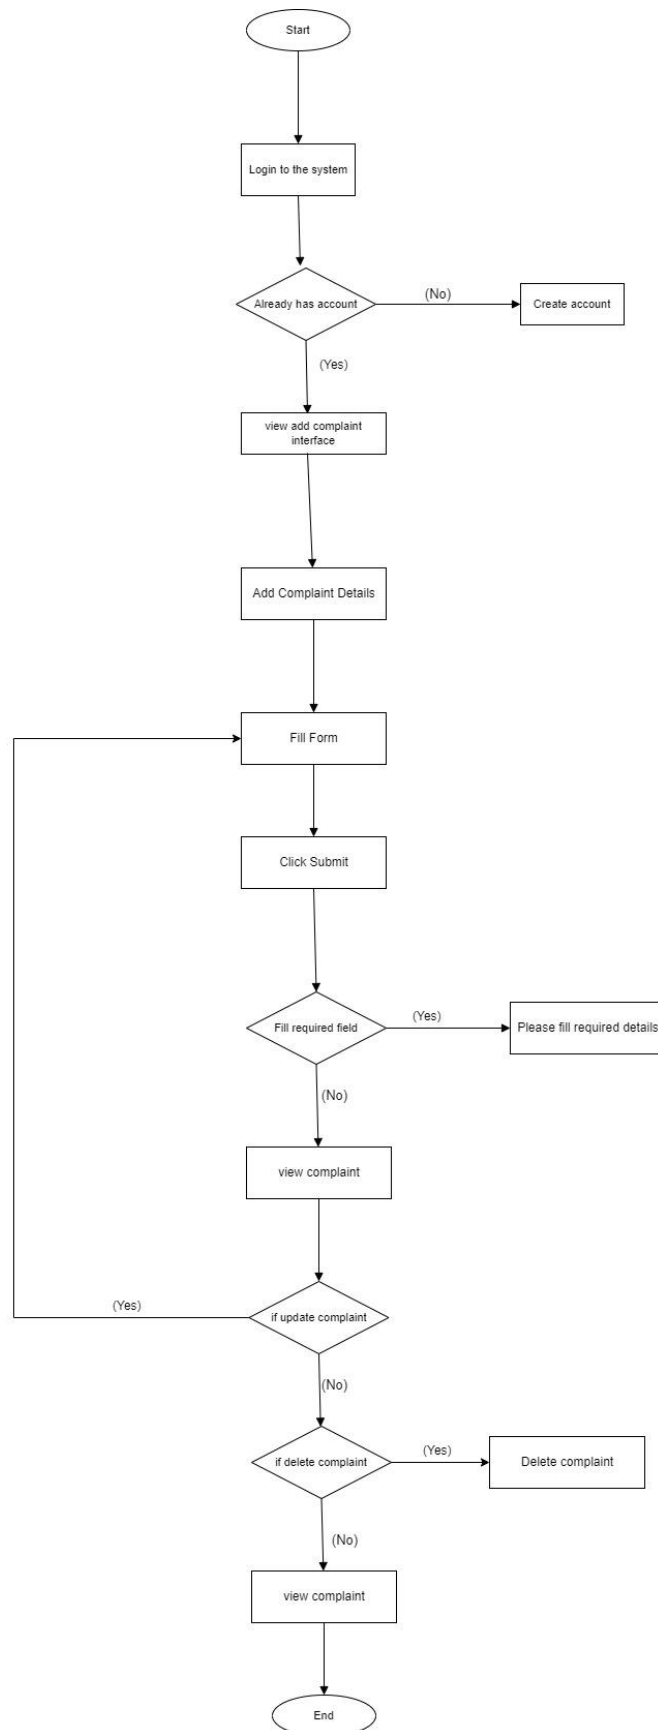 Start
Login to the system
Already has account
(No)
Create account
(Yes)
view add complaint
interface
Add Complaint Details
Fill Form
Click Submit
Fill required field
(Yes)
Please fill required details
(No)
view complaint
(Yes)
if update complaint
(No)
if delete complaint
(Yes)
Delete complaint
(No)
view complaint
End